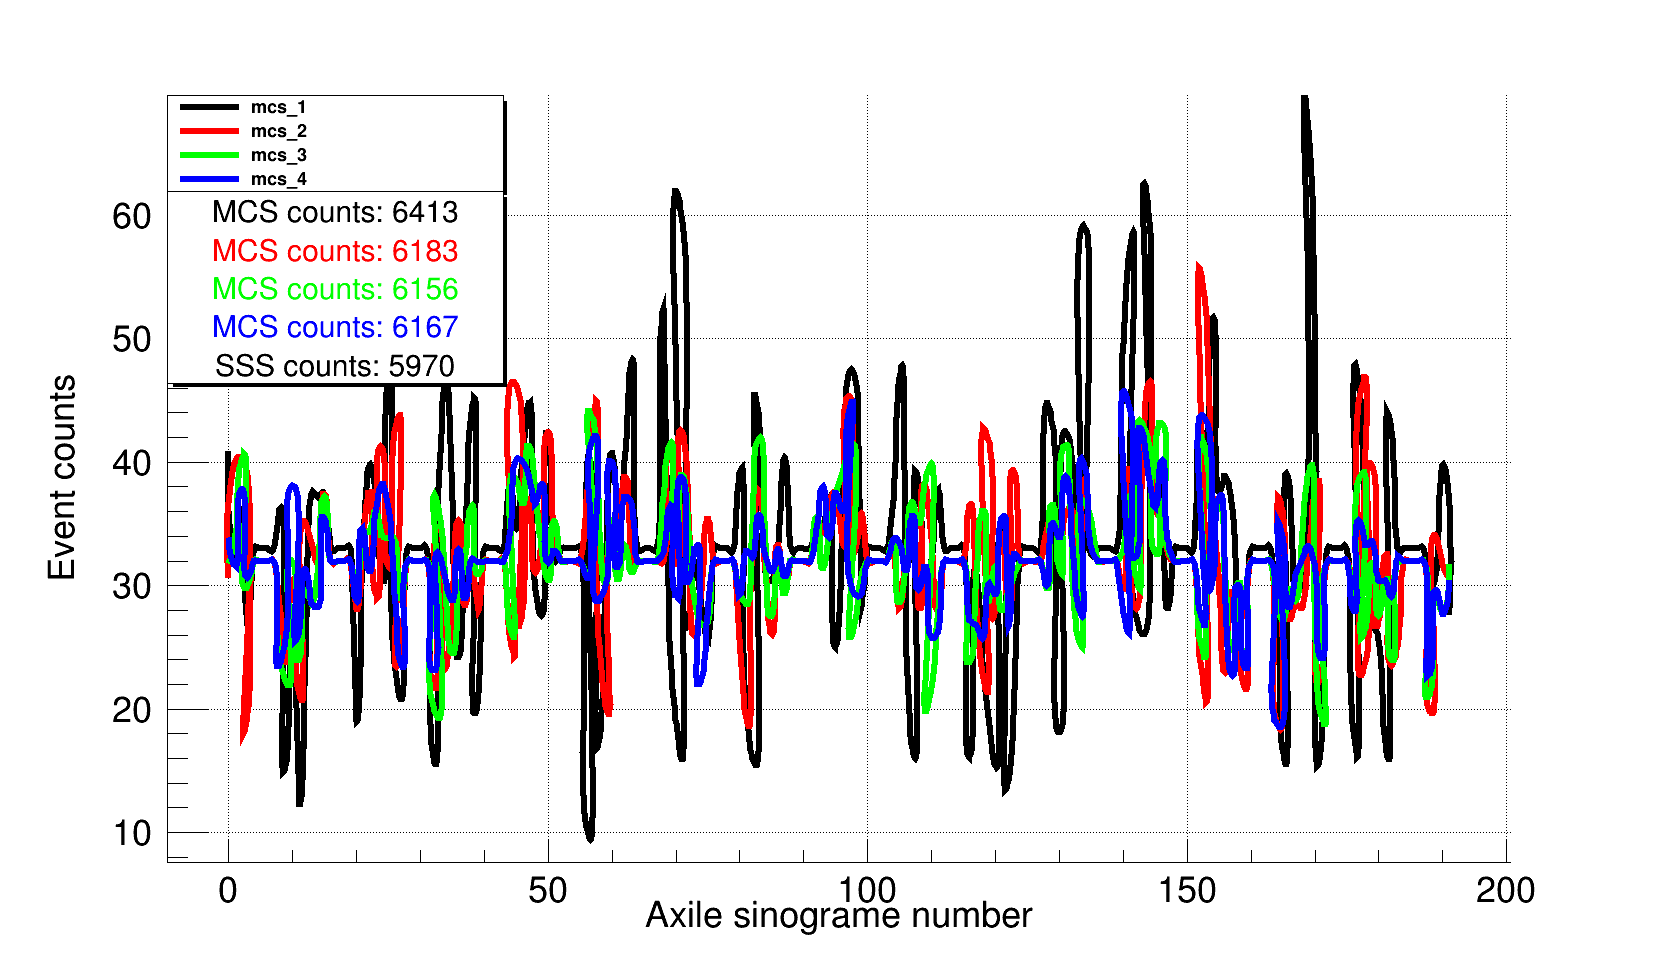 mcs_1
mcs_2
mcs_3
mcs_4
MCS counts: 6413
MCS counts: 6183
MCS counts: 6156
MCS counts: 6167
SSS counts: 5970
Event counts
60
50
40
30
20
10
0 50 100 150 200
Axile sinograme number